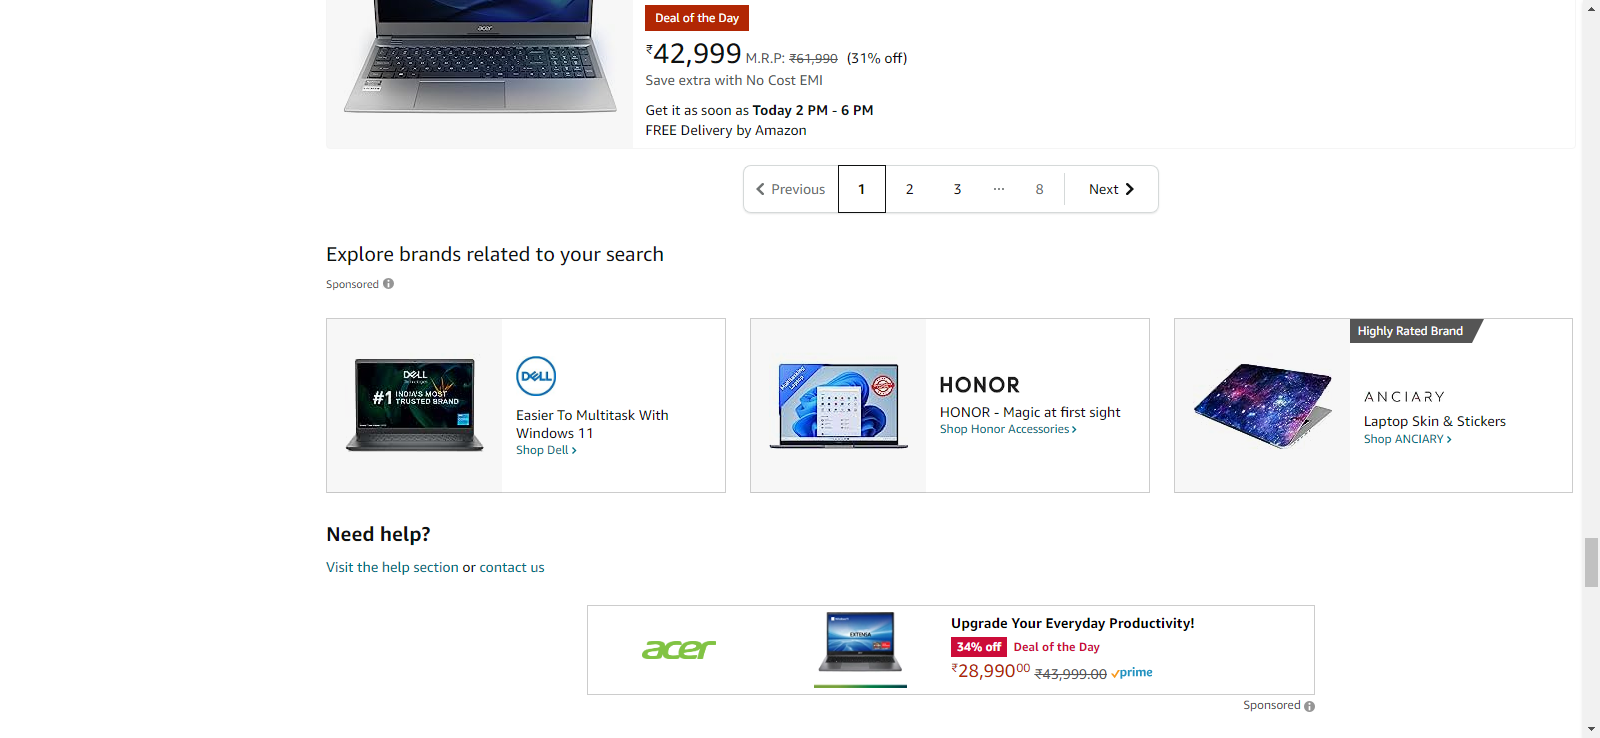 acer
Deal of the Day
₹42,999 M.R.P: ₹61,990 (31% off)
Save extra with No Cost EMI
Get it as soon as Today 2 PM - 6 PM
FREE Delivery by Amazon
Previous 1 2 3 ... 8 Next
Explore brands related to your search
Sponsored
DELL
Technologies
#1 INDIA'S MOST
TRUSTED BRAND
DELL
Easier To Multitask With
Windows 11
Shop Dell
HONOR
HONOR - Magic at first sight
Shop Honor Accessories
Highly Rated Brand
ANCIARY
Laptop Skin & Stickers
Shop ANCIARY
Need help?
Visit the help section or contact us
acer
EXTENSA
Upgrade Your Everyday Productivity!
34% off Deal of the Day
₹28,990⁰⁰ ₹43,999.00 prime
Sponsored